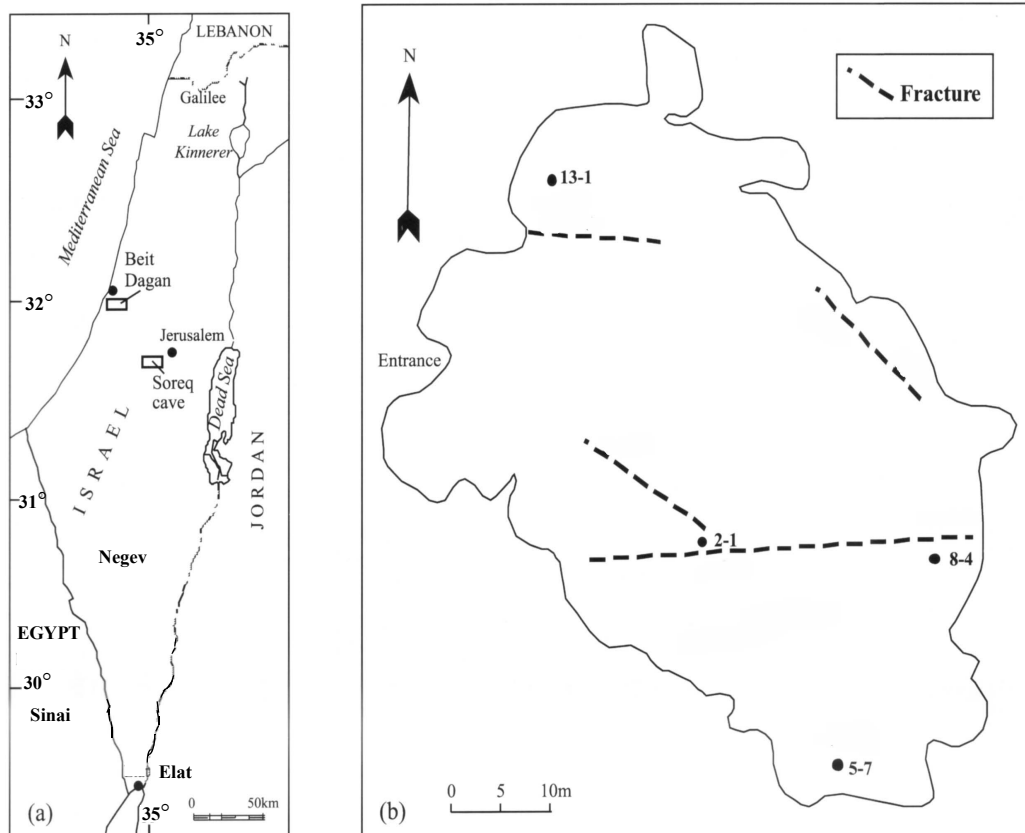 35°
LEBANON
N
33°
Galilee
Lake
Kinnerer
Mediterranean Sea
Beit
Dagan
32°
Jerusalem
Soreq
cave
Dead Sea
ISRAEL
JORDAN
31°
Negev
EGYPT
30°
Sinai
Elat
0 50km
(a)
35°
N
Fracture
13-1
Entrance
2-1
8-4
5-7
0 5 10m
(b)